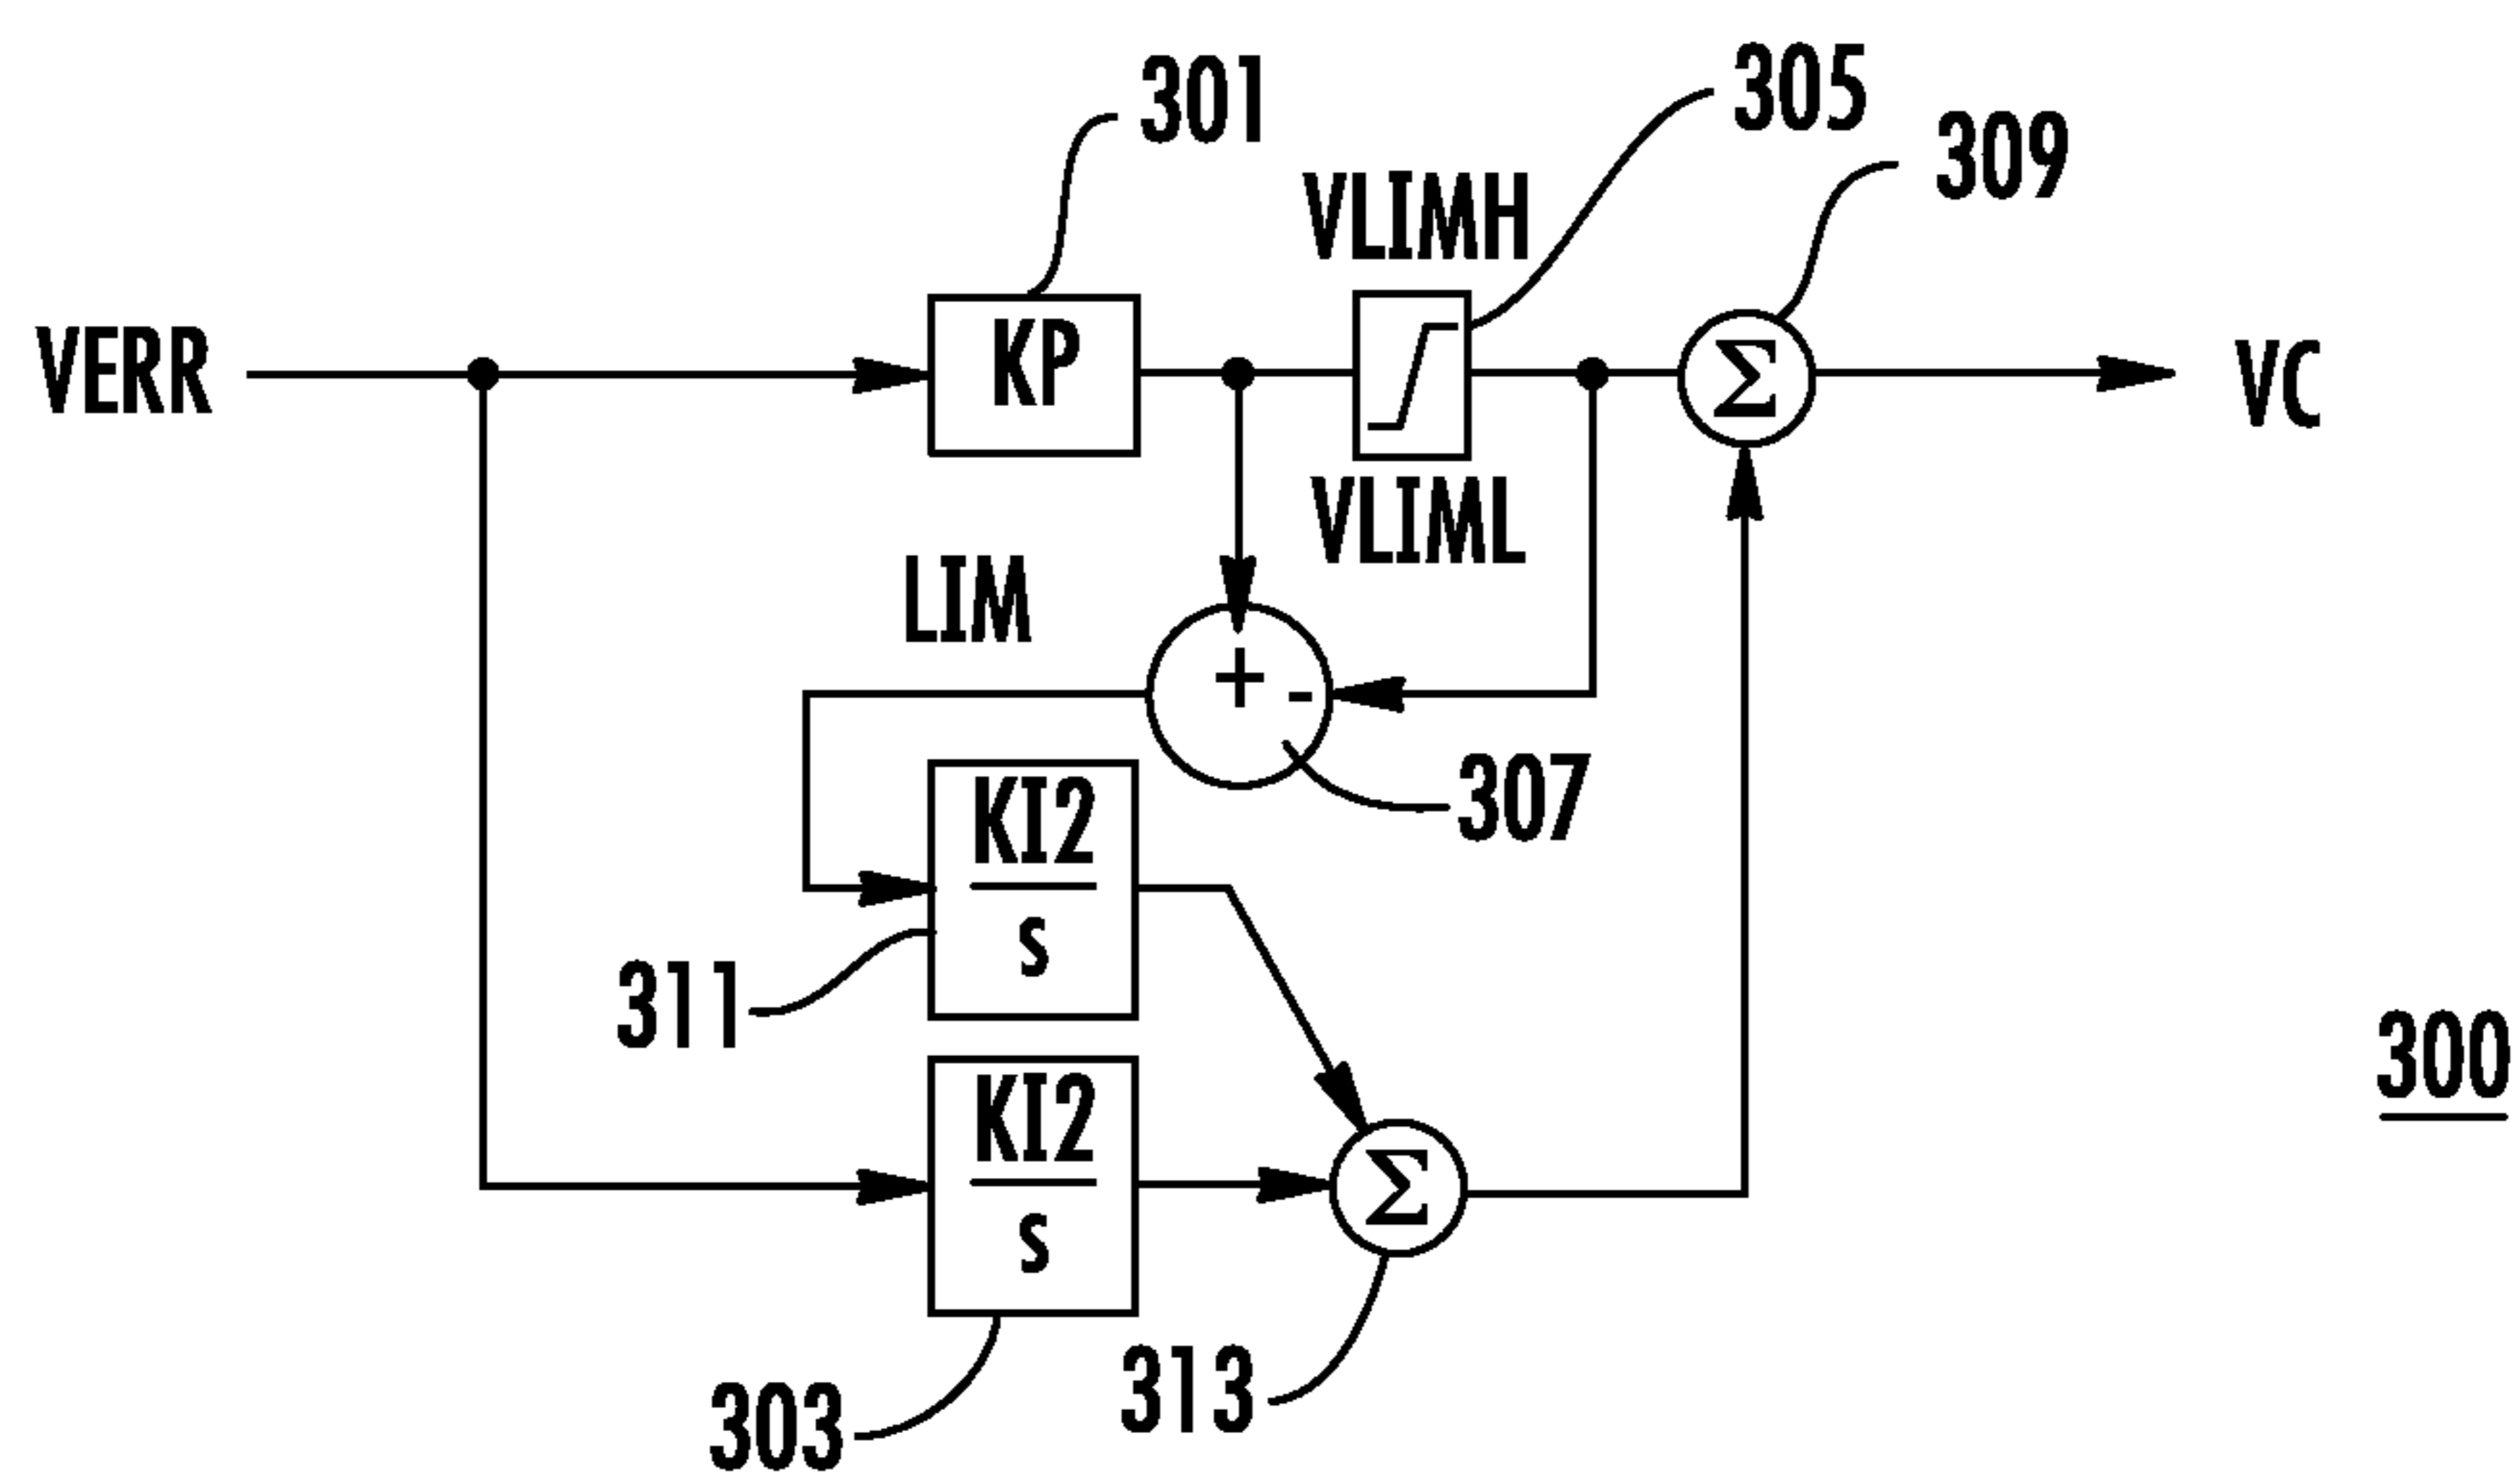 301
305
309
VLIMH
VERR
KP
Σ
VC
VLIML
LIM
+
-
307
KI2
s
311
300
KI2
s
Σ
313
303